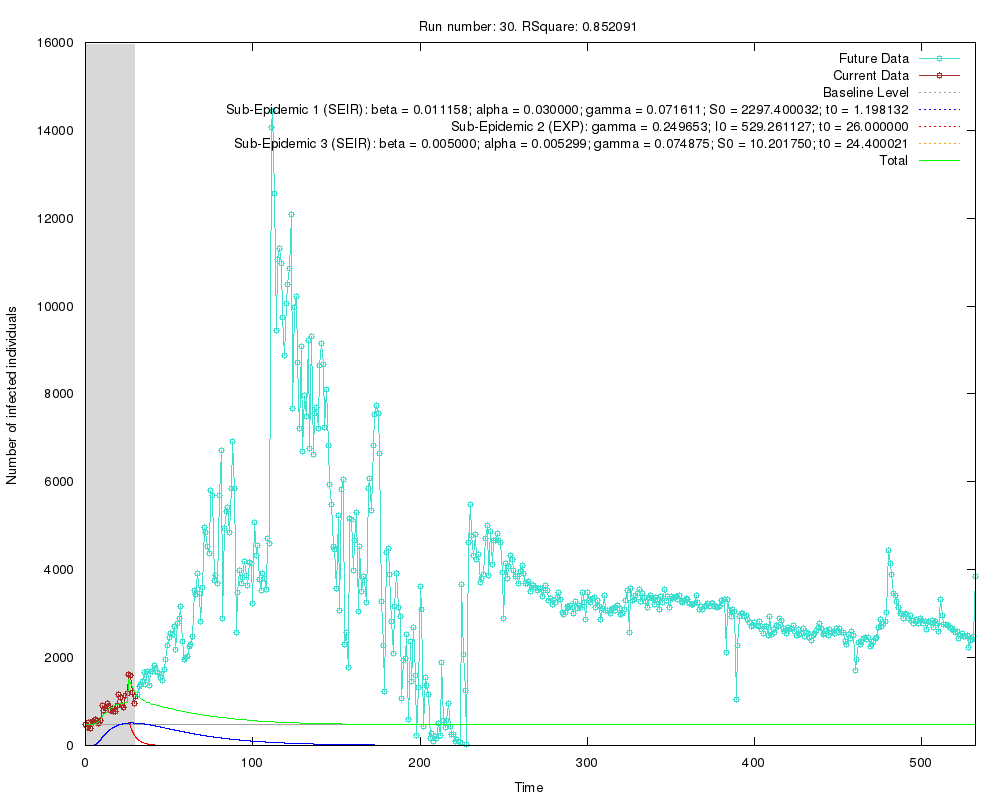 Run number: 30. RSquare: 0.852091
16000
14000
12000
10000
8000
6000
4000
2000
0
Number of infected individuals
Future Data
Current Data
Baseline Level
Sub-Epidemic 1 (SEIR): beta = 0.011158; alpha = 0.030000; gamma = 0.071611; S0 = 2297.400032; t0 = 1.198132
Sub-Epidemic 2 (EXP): gamma = 0.249653; I0 = 529.261127; t0 = 26.000000
Sub-Epidemic 3 (SEIR): beta = 0.005000; alpha = 0.005299; gamma = 0.074875; S0 = 10.201750; t0 = 24.400021
Total
0 100 200 300 400 500
Time